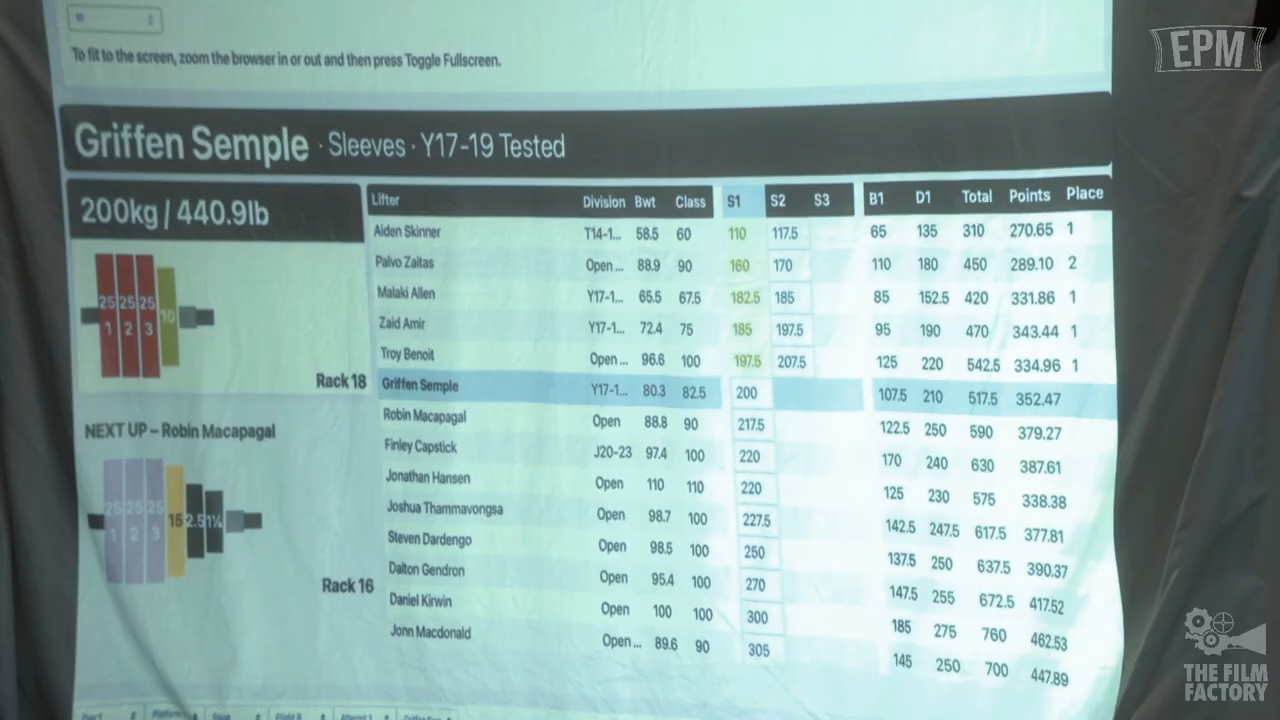 EPM
To fit to the screen, zoom the browser in or out and then press Toggle Fullscreen.
Griffen Semple · Sleeves · Y17-19 Tested
200kg / 440.9lb
25 25 25 10
1 2 3
Rack 18
NEXT UP – Robin Macapagal
25 25 25 15 2.5 1¼
1 2 3
Rack 16
Lifter Division Bwt Class S1 S2 S3 B1 D1 Total Points Place
Aiden Skinner T14-1... 58.5 60 110 117.5 65 135 310 270.65 1
Palvo Zaitas Open ... 88.9 90 160 170 110 180 450 289.10 2
Malaki Allen Y17-1... 65.5 67.5 182.5 185 85 152.5 420 331.86 1
Zaid Amir Y17-1... 72.4 75 185 197.5 95 190 470 343.44 1
Troy Benoit Open ... 96.6 100 197.5 207.5 125 220 542.5 334.96 1
Griffen Semple Y17-1... 80.3 82.5 200 107.5 210 517.5 352.47
Robin Macapagal Open 88.8 90 217.5 122.5 250 590 379.27
Finley Capstick J20-23 97.4 100 220 170 240 630 387.61
Jonathan Hansen Open 110 110 220 125 230 575 338.38
Joshua Thammavongsa Open 98.7 100 227.5 142.5 247.5 617.5 377.81
Steven Dardengo Open 98.5 100 250 137.5 250 637.5 390.37
Dalton Gendron Open 95.4 100 270 147.5 255 672.5 417.52
Daniel Kirwin Open 100 100 300 185 275 760 462.53
Jonn Macdonald Open ... 89.6 90 305 145 250 700 447.89
THE FILM
FACTORY